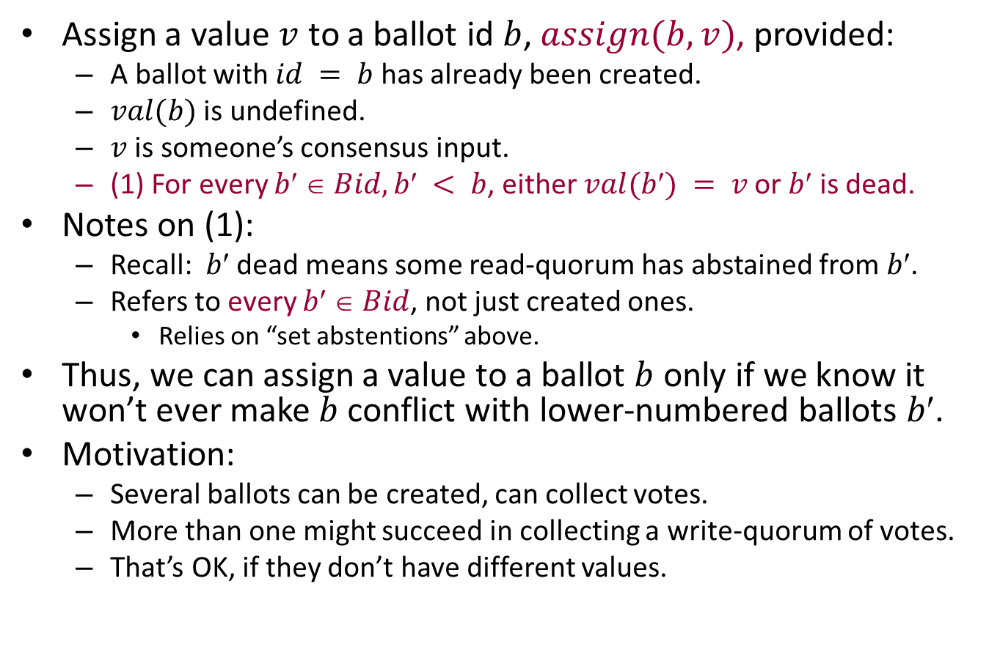 • Assign a value 𝑣 to a ballot id 𝑏, 𝑎𝑠𝑠𝑖𝑔𝑛(𝑏, 𝑣), provided:
– A ballot with 𝑖𝑑 = 𝑏 has already been created.
– 𝑣𝑎𝑙(𝑏) is undefined.
– 𝑣 is someone’s consensus input.
– (1) For every 𝑏′ ∈ 𝐵𝑖𝑑, 𝑏′ < 𝑏, either 𝑣𝑎𝑙(𝑏′) = 𝑣 or 𝑏′ is dead.
• Notes on (1):
– Recall: 𝑏′ dead means some read-quorum has abstained from 𝑏′.
– Refers to every 𝑏′ ∈ 𝐵𝑖𝑑, not just created ones.
• Relies on “set abstentions” above.
• Thus, we can assign a value to a ballot 𝑏 only if we know it
won’t ever make 𝑏 conflict with lower-numbered ballots 𝑏′.
• Motivation:
– Several ballots can be created, can collect votes.
– More than one might succeed in collecting a write-quorum of votes.
– That’s OK, if they don’t have different values.